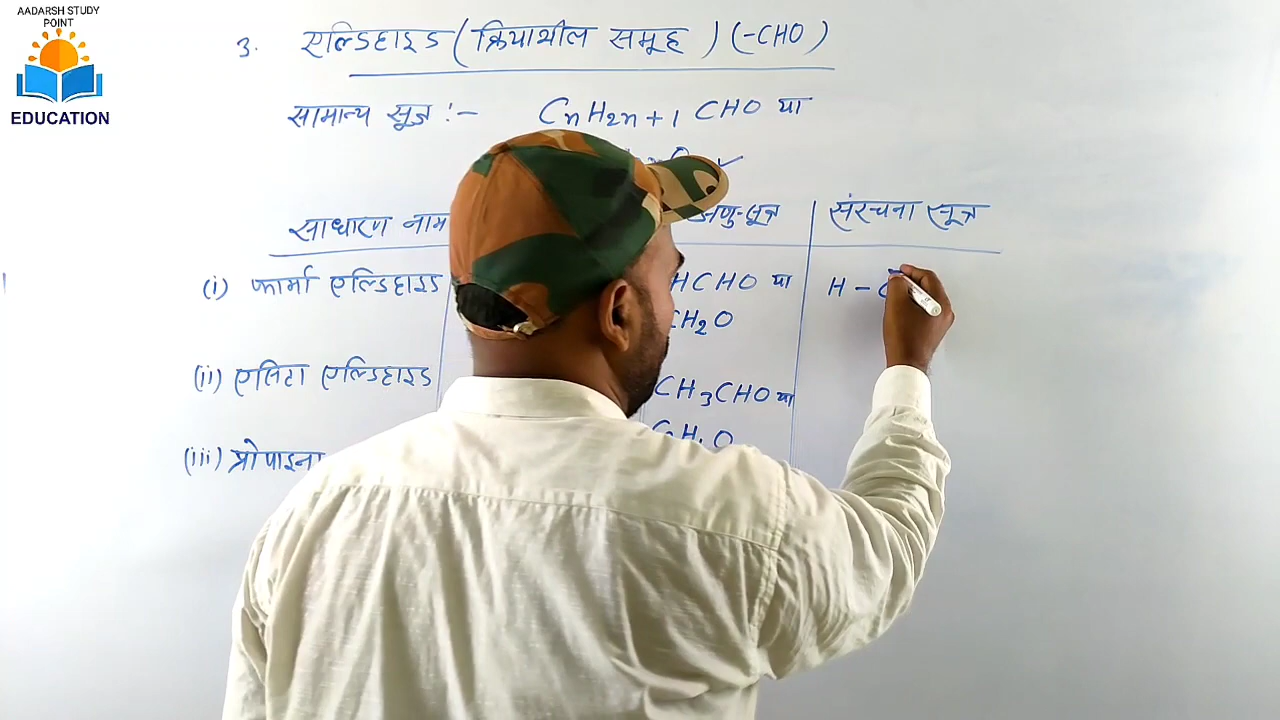 AADARSH STUDY
POINT
EDUCATION
3. एल्डिहाइड (क्रियाशील समूह) (-CHO)
सामान्य सूत्र :- CnH2n+1 CHO या
साधारण नाम अणु-सूत्र संरचना सूत्र
(i) फार्मा एल्डिहाइड HCHO या H - C
CH2O
(ii) एसिटा एल्डिहाइड CH3CHO या
(iii) प्रोपाइना